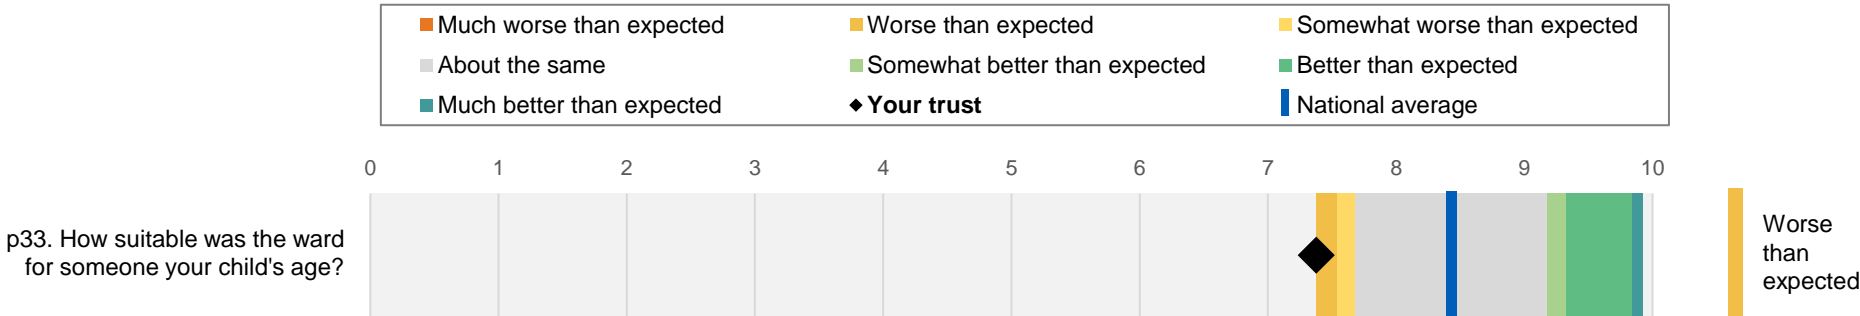 Much worse than expected
Worse than expected
Somewhat worse than expected
About the same
Somewhat better than expected
Better than expected
Much better than expected
Your trust
National average
0 1 2 3 4 5 6 7 8 9 10
p33. How suitable was the ward
for someone your child's age?
Worse
than
expected